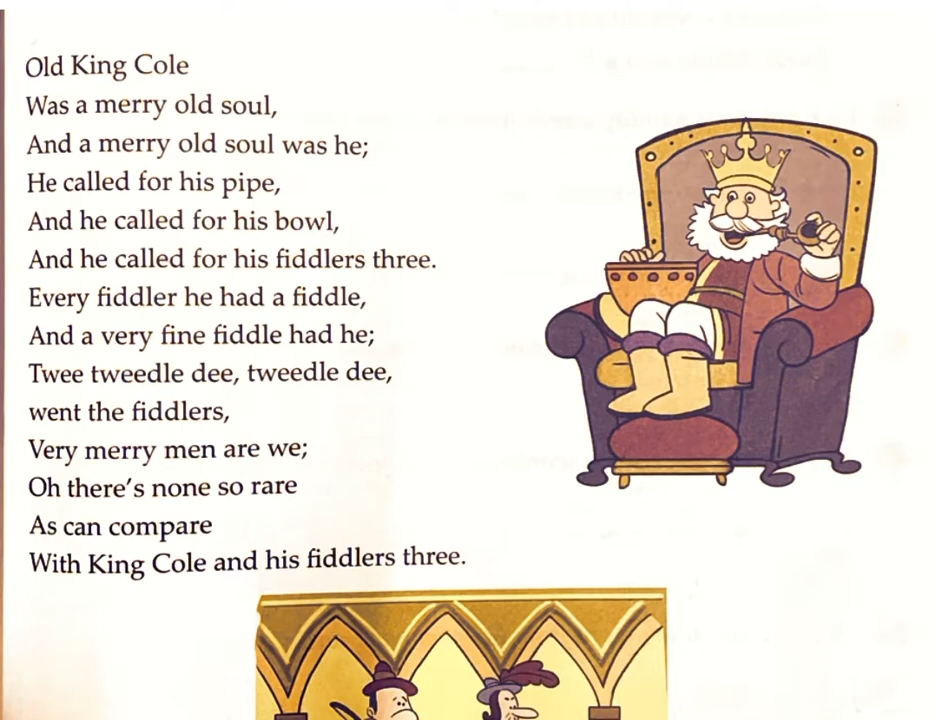 Old King Cole
Was a merry old soul,
And a merry old soul was he;
He called for his pipe,
And he called for his bowl,
And he called for his fiddlers three.
Every fiddler he had a fiddle,
And a very fine fiddle had he;
Twee tweedle dee, tweedle dee,
went the fiddlers,
Very merry men are we;
Oh there's none so rare
As can compare
With King Cole and his fiddlers three.